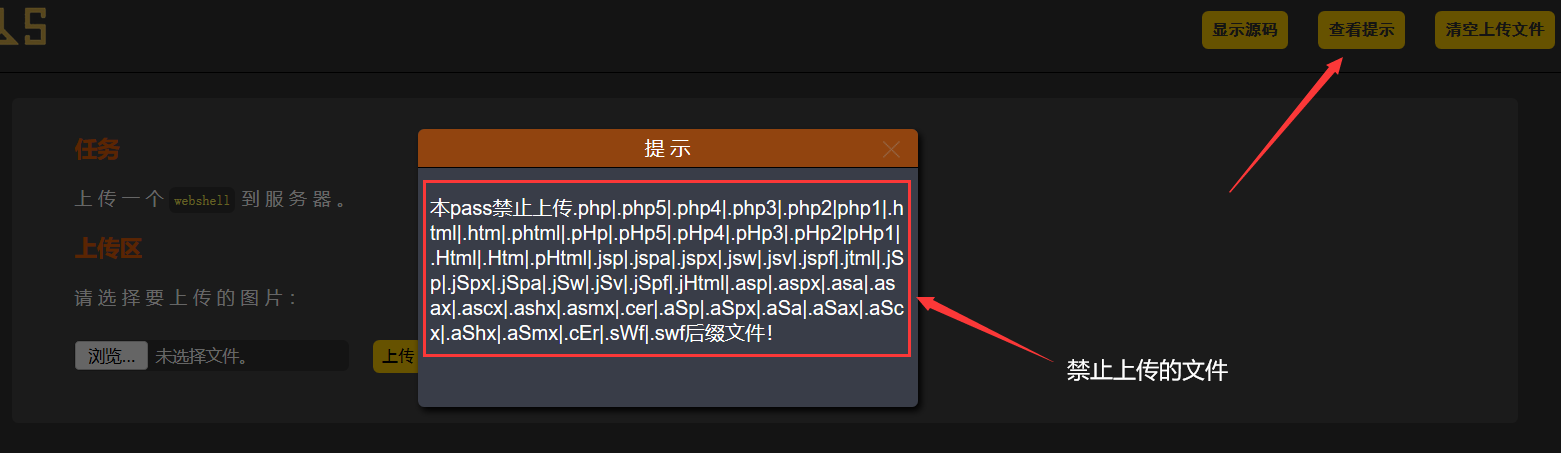 显示源码
查看提示
清空上传文件
任务
上传一个 webshell 到服务器。
上传区
请选择要上传的图片：
浏览... 未选择文件。
上传
提示
本pass禁止上传.php|.php5|.php4|.php3|.php2|php1|.h
tml|.htm|.phtml|.pHp|.pHp5|.pHp4|.pHp3|.pHp2|pHp1|
.Html|.Htm|.pHtml|.jsp|.jspa|.jspx|.jsw|.jsv|.jspf|.jtml|.jS
p|.jSpx|.jSpa|.jSw|.jSv|.jSpf|.jHtml|.asp|.aspx|.asa|.as
ax|.ascx|.ashx|.asmx|.cer|.aSp|.aSpx|.aSa|.aSax|.aSc
x|.aShx|.aSmx|.cEr|.sWf|.swf后缀文件！
禁止上传的文件